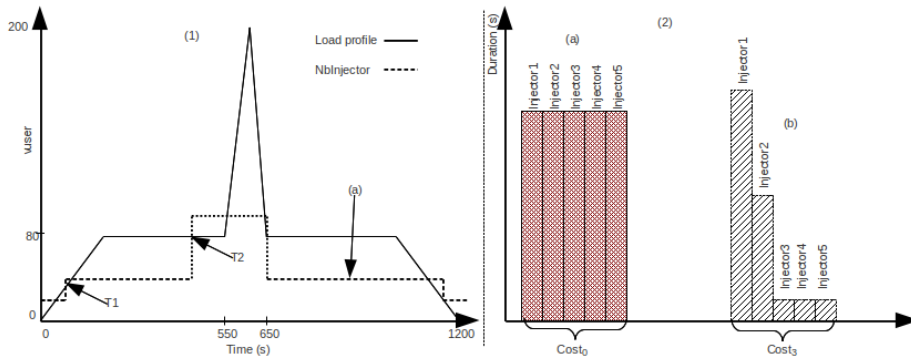 200
(1)
Load profile
NbInjector
vuser
(a)
80
T2
T1
0
0
550
650
1200
Time (s)
(2)
Duration (s)
(a)
Injector1
Injector2
Injector3
Injector4
Injector5
Cost0
Injector1
(b)
Injector2
Injector3
Injector4
Injector5
Cost3